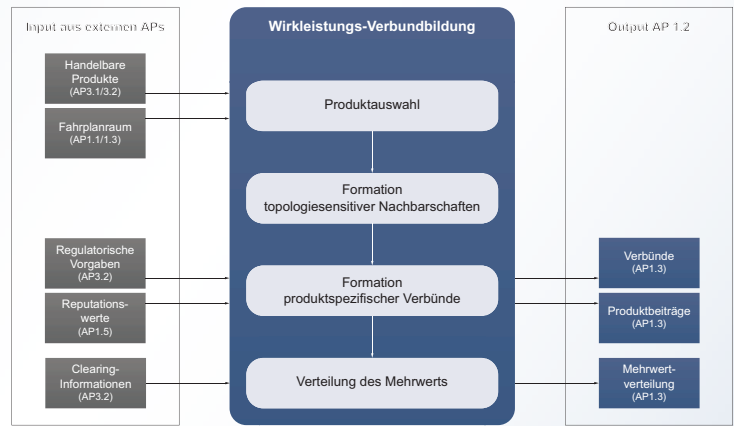 Input aus externen APs
Handelbare
Produkte
(AP3.1/3.2)
Fahrplanraum
(AP1.1/1.3)
Regulatorische
Vorgaben
(AP3.2)
Reputations-
werte
(AP1.5)
Clearing-
Informationen
(AP3.2)
Wirkleistungs-Verbundbildung
Produktauswahl
Formation
topologiesensitiver Nachbarschaften
Formation
produktspezifischer Verbünde
Verteilung des Mehrwerts
Output AP 1.2
Verbünde
(AP1.3)
Produktbeiträge
(AP1.3)
Mehrwert-
verteilung
(AP1.3)